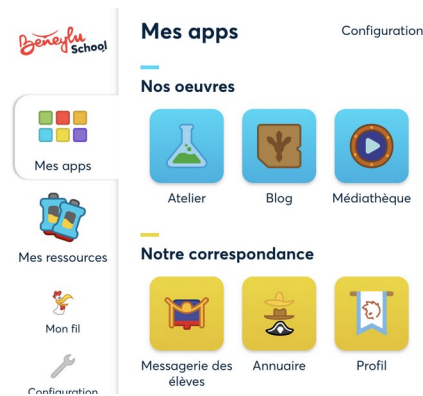 Beneylu
School
Mes apps
Mes ressources
Mon fil
Configuration
Mes apps
Configuration
Nos oeuvres
Atelier
Blog
Médiathèque
Notre correspondance
Messagerie des
élèves
Annuaire
Profil